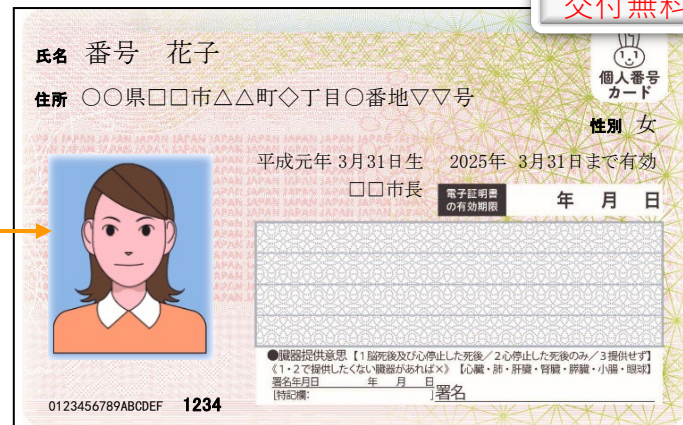 交付無料
氏名 番号 花子
個人番号
カード
住所 ○○県□□市△△町◇丁目○番地▽▽号
性別 女
平成元年 3月31日生 2025年 3月31日まで有効
□□市長 電子証明書の有効期限 年 月 日
●臓器提供意思【1脳死後及び心停止した死後／2心停止した死後のみ／3提供せず】
《1・2で提供したくない臓器があれば×》【心臓・肺・肝臓・腎臓・膵臓・小腸・眼球】
署名年月日 年 月 日
[特記欄: ] 署名
0123456789ABCDEF 1234